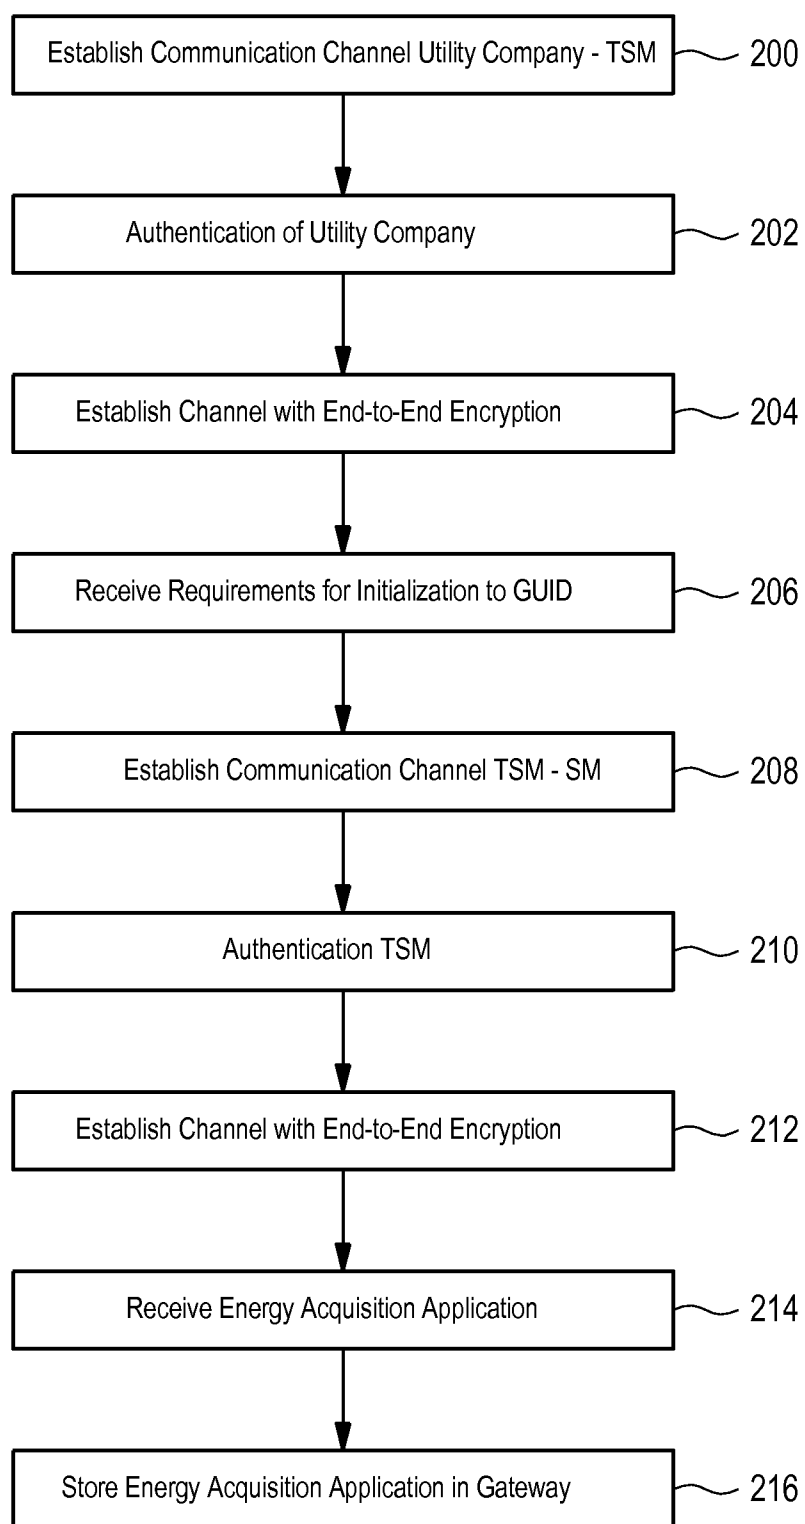 Establish Communication Channel Utility Company - TSM 200
Authentication of Utility Company 202
Establish Channel with End-to-End Encryption 204
Receive Requirements for Initialization to GUID 206
Establish Communication Channel TSM - SM 208
Authentication TSM 210
Establish Channel with End-to-End Encryption 212
Receive Energy Acquisition Application 214
Store Energy Acquisition Application in Gateway 216